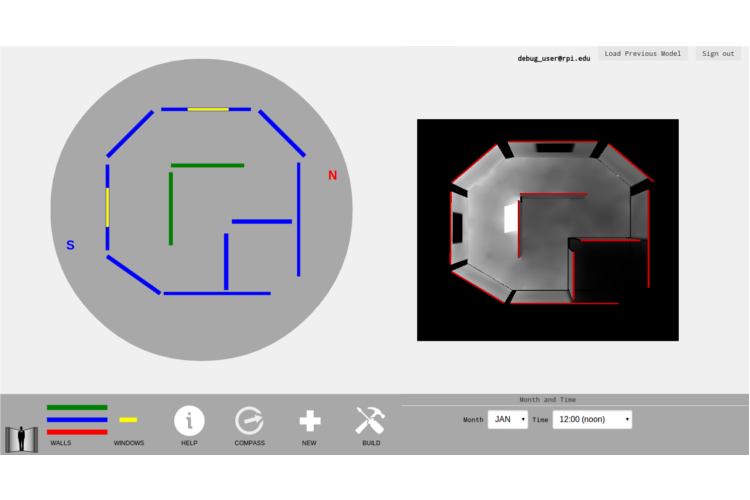 debug_user@rpi.edu Load Previous Model Sign out
N
S
Month and Time
Month JAN Time 12:00 (noon)
WALLS WINDOWS HELP COMPASS NEW BUILD